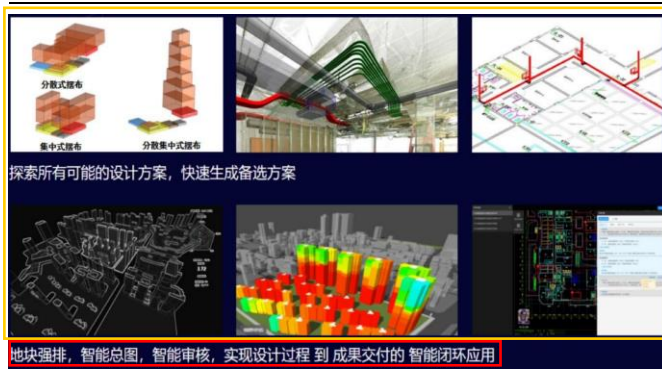 分散式摆布
集中式摆布
分散集中式摆布
探索所有可能的设计方案，快速生成备选方案
地块强排，智能总图，智能审核，实现设计过程 到 成果交付的 智能闭环应用